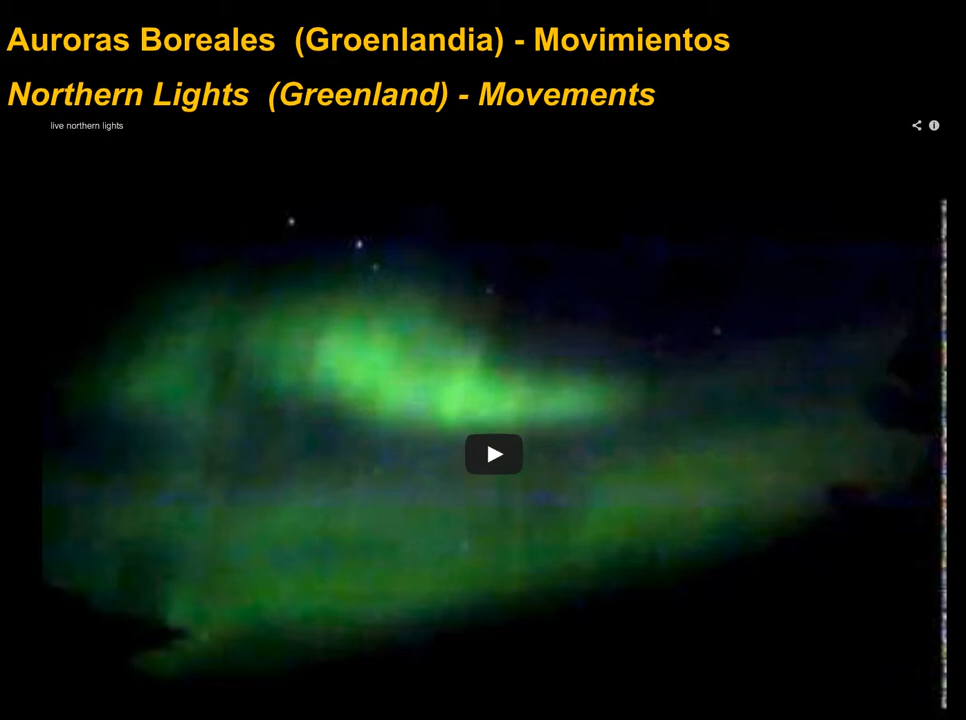 Auroras Boreales (Groenlandia) - Movimientos
Northern Lights (Greenland) - Movements
live northern lights